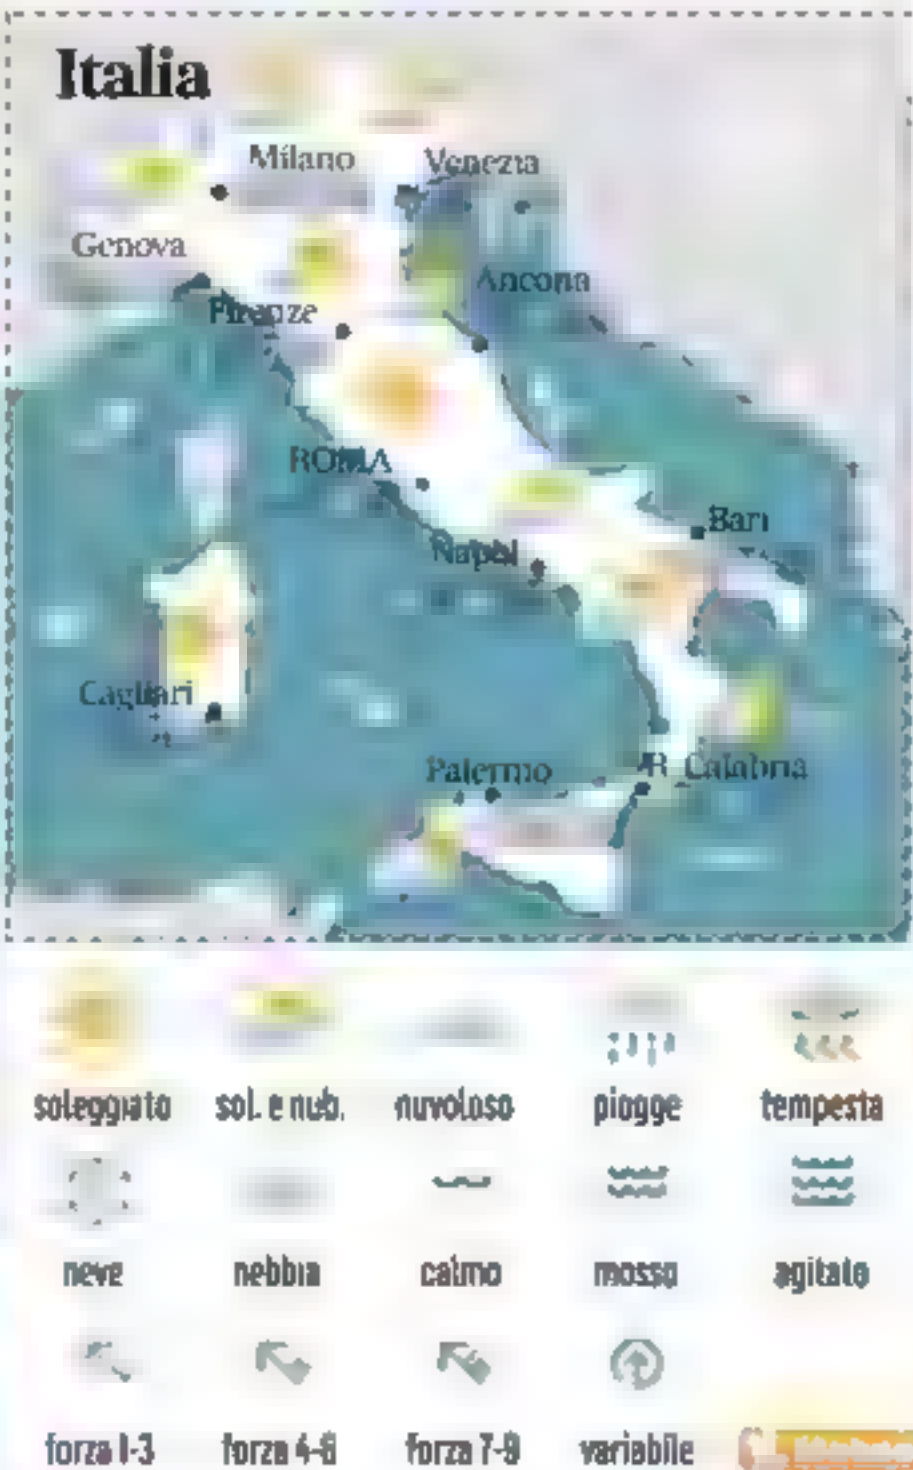 Italia
Milano
Venezia
Genova
Ancona
Firenze
ROMA
Bari
Napoli
Cagliari
Palermo
R. Calabria
soleggiato sol. e nub. nuvoloso piogge tempesta
neve nebbia calmo mosso agitato
forza 1-3 forza 4-6 forza 7-9 variabile